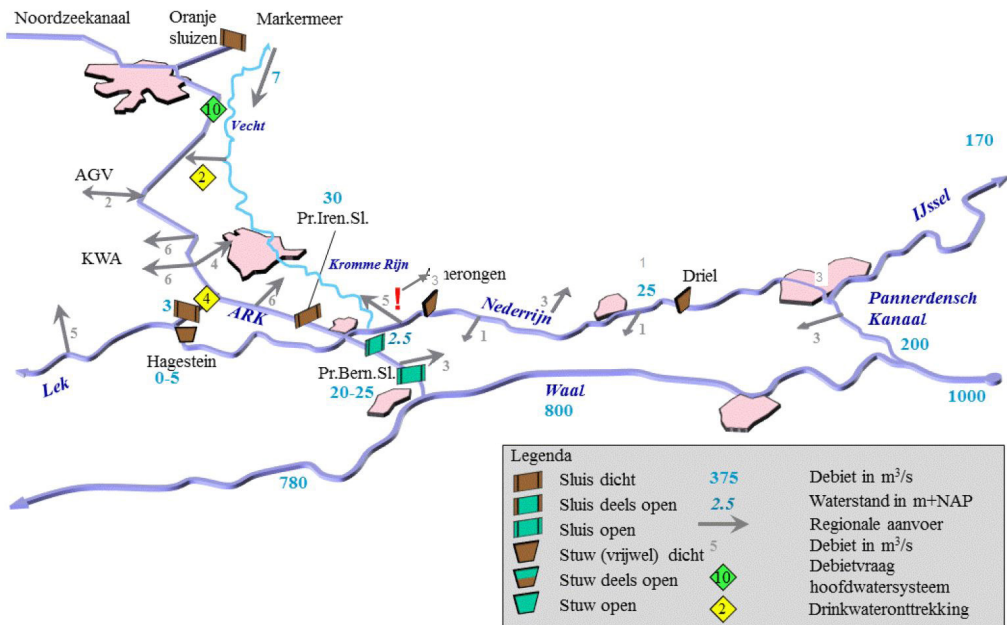 Noordzeekanaal
Oranje
sluizen
Markermeer
7
10
Vecht
2
AGV
2
30
Pr.Iren.Sl.
170
IJssel
KWA
6
6
4
Kromme Rijn
6
5
!
3
Amerongen
Nederrijn
3
1
1
25
1
Driel
3
Pannerdensch
Kanaal
3
200
1000
3
4
ARK
2.5
5
Hagestein
0-5
Lek
Pr.Bern.Sl.
20-25
3
Waal
800
780
Legenda
Sluis dicht
375
Debiet in m³/s
Sluis deels open
2.5
Waterstand in m+NAP
Sluis open
Regionale aanvoer
Stuw (vrijwel) dicht
5
Debiet in m³/s
Stuw deels open
10
Debietvraag
hoofdwatersysteem
Stuw open
2
Drinkwateronttrekking